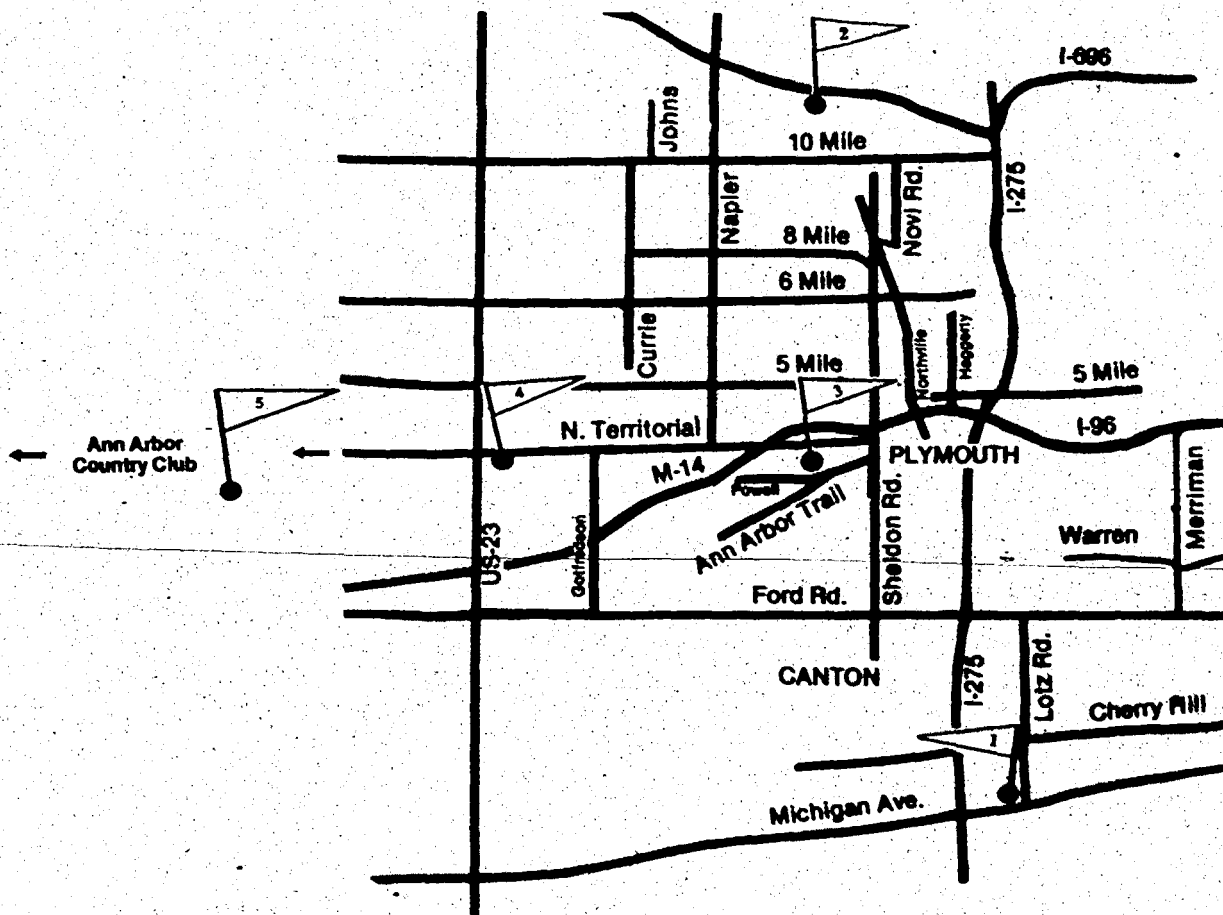 2
I-696
Johns
10 Mile
Napier
Novi Rd.
I-275
8 Mile
6 Mile
Currie
Northville
Haggerty
5 Mile
5 Mile
5
4
3
N. Territorial
I-96
Ann Arbor
Country Club
M-14
PLYMOUTH
Powell
Ann Arbor Trail
Sheldon Rd.
Merriman
Warren
US-23
Gotfredson
Ford Rd.
CANTON
I-275
Lotz Rd.
Cherry Hill
1
Michigan Ave.